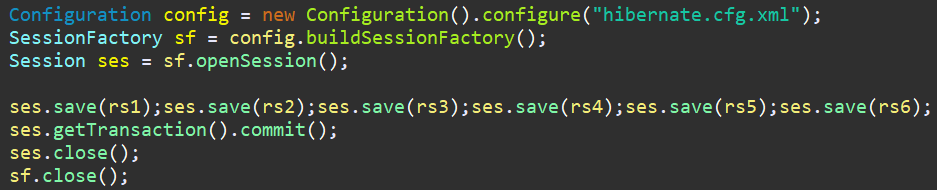 Configuration config = new Configuration().configure("hibernate.cfg.xml");
SessionFactory sf = config.buildSessionFactory();
Session ses = sf.openSession();
ses.save(rs1);ses.save(rs2);ses.save(rs3);ses.save(rs4);ses.save(rs5);ses.save(rs6);
ses.getTransaction().commit();
ses.close();
sf.close();